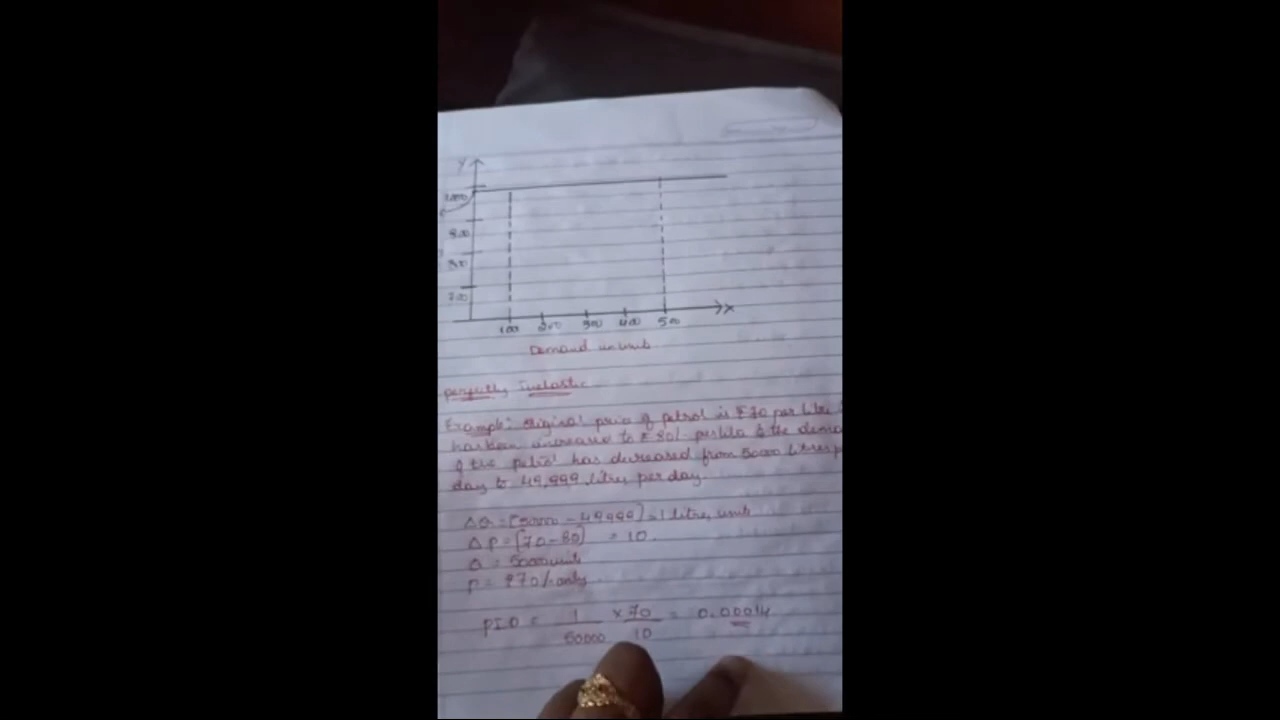 Y
1000
800
200
100 200 300 400 500 X
Demand in units
perfectly Inelastic
Example: Original price of petrol is ₹70 per litre
has been increased to ₹80/- per litre & the dema
of the petrol has decreased from 50000 litres p
day to 49,999 litres per day.
ΔQ = [50000 - 49999] = 1 litre, unit
ΔP = [70-80] = 10.
Q = 50000 units
P = ₹70/- only
PED = 1/50000 × 70/10 = 0.00014